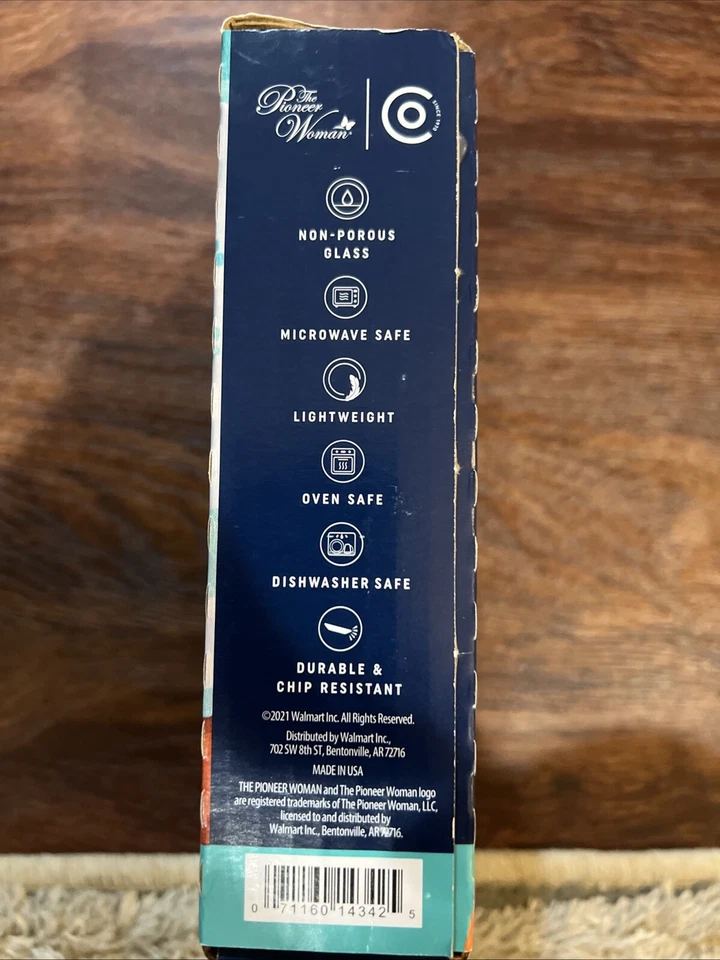 The
Pioneer
Woman
SINCE 1970
NON-POROUS
GLASS
MICROWAVE SAFE
LIGHTWEIGHT
OVEN SAFE
DISHWASHER SAFE
DURABLE &
CHIP RESISTANT
©2021 Walmart Inc. All Rights Reserved.
Distributed by Walmart Inc.,
702 SW 8th ST, Bentonville, AR 72716
MADE IN USA
THE PIONEER WOMAN and The Pioneer Woman logo
are registered trademarks of The Pioneer Woman, LLC,
licensed to and distributed by
Walmart Inc., Bentonville, AR 72716.
0 71160 14342 5